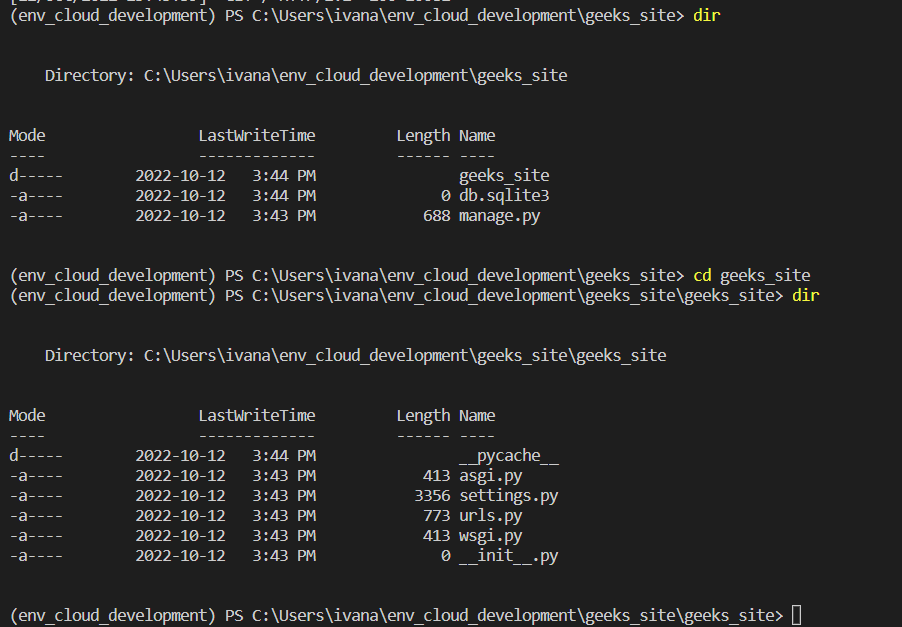 (env_cloud_development) PS C:\Users\ivana\env_cloud_development\geeks_site> dir
Directory: C:\Users\ivana\env_cloud_development\geeks_site
Mode                 LastWriteTime         Length Name
----                 -------------         ------ ----
d-----        2022-10-12   3:44 PM                geeks_site
-a----        2022-10-12   3:44 PM              0 db.sqlite3
-a----        2022-10-12   3:43 PM            688 manage.py
(env_cloud_development) PS C:\Users\ivana\env_cloud_development\geeks_site> cd geeks_site
(env_cloud_development) PS C:\Users\ivana\env_cloud_development\geeks_site\geeks_site> dir
Directory: C:\Users\ivana\env_cloud_development\geeks_site\geeks_site
Mode                 LastWriteTime         Length Name
----                 -------------         ------ ----
d-----        2022-10-12   3:44 PM                __pycache__
-a----        2022-10-12   3:43 PM            413 asgi.py
-a----        2022-10-12   3:43 PM           3356 settings.py
-a----        2022-10-12   3:43 PM            773 urls.py
-a----        2022-10-12   3:43 PM            413 wsgi.py
-a----        2022-10-12   3:43 PM              0 __init__.py
(env_cloud_development) PS C:\Users\ivana\env_cloud_development\geeks_site\geeks_site>